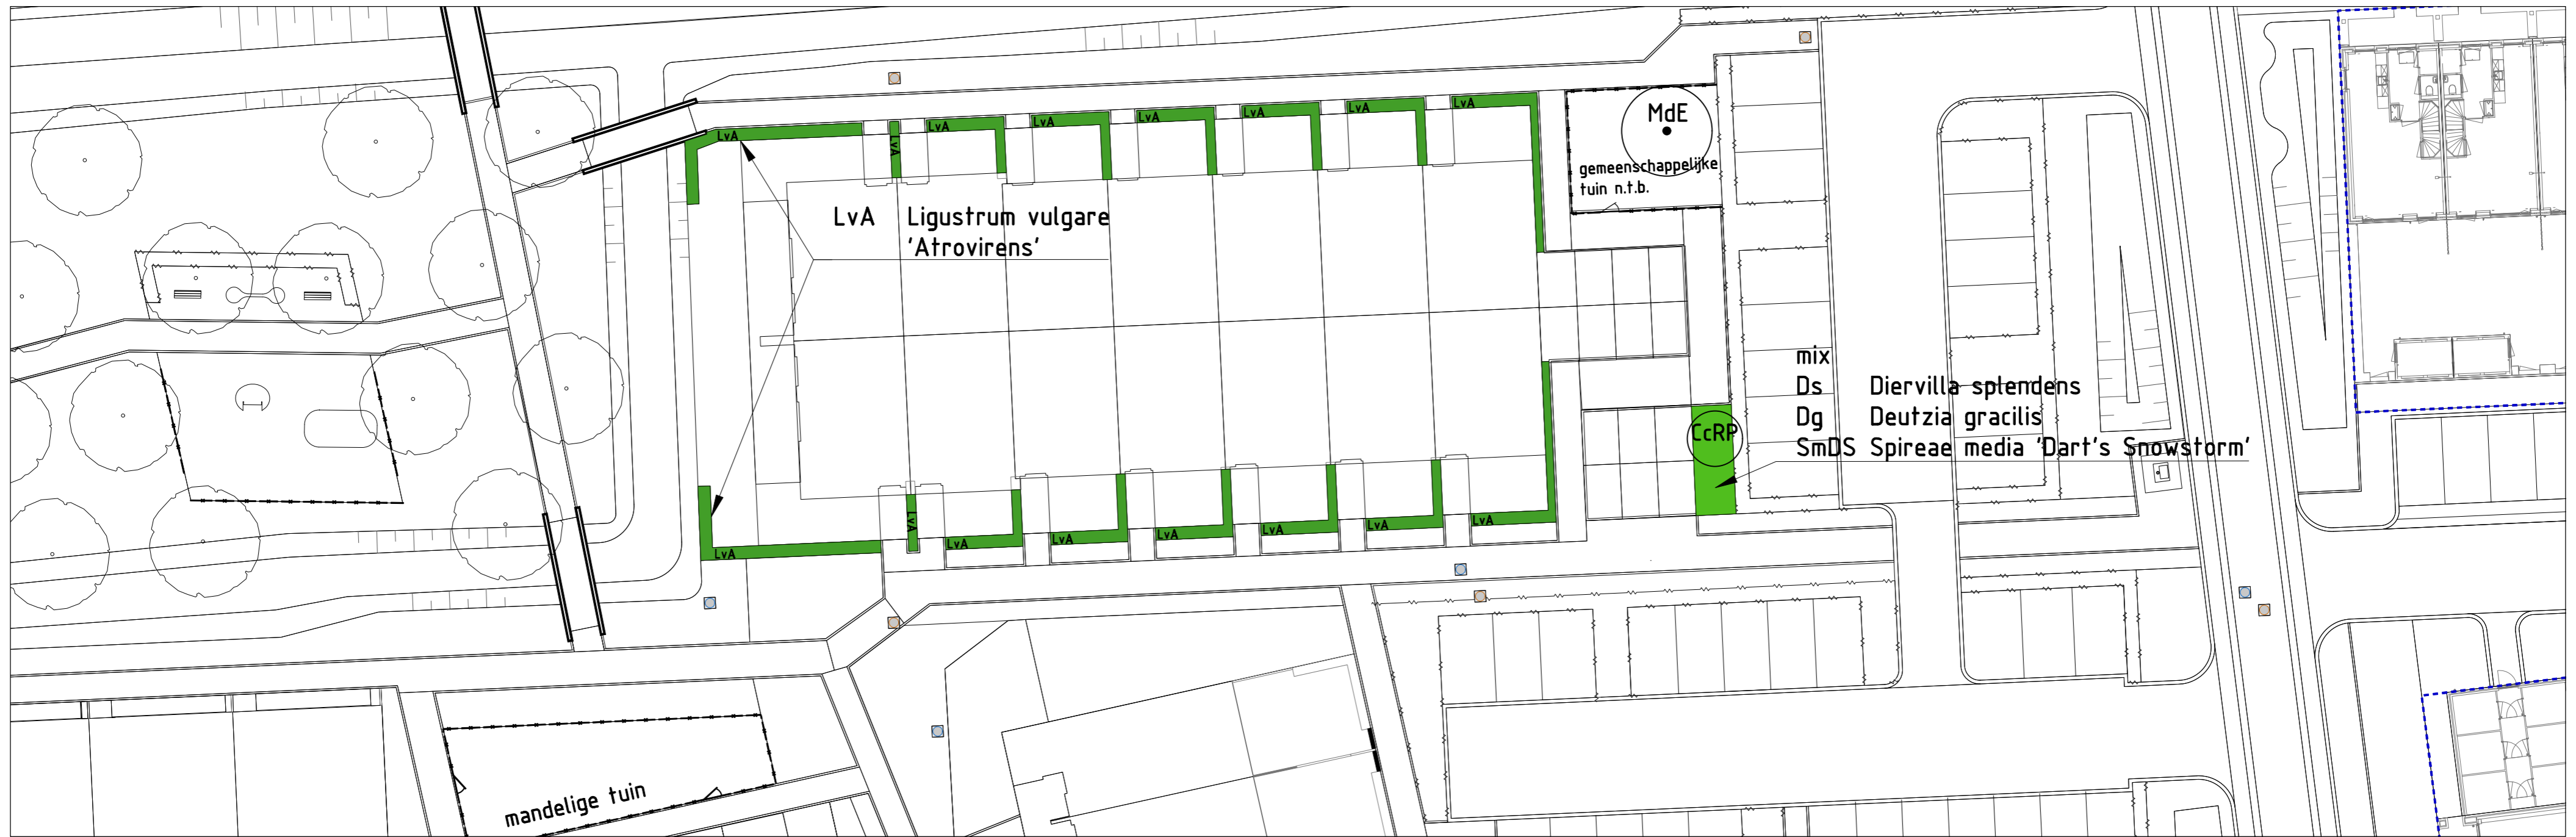 MdE
gemeenschappelijke
tuin n.t.b.
LvA
LvA
LvA
LvA
LvA
LvA
LvA
LvA
LvA Ligustrum vulgare
'Atrovirens'
mix
Ds Diervilla splendens
Dg Deutzia gracilis
SmDS Spireae media 'Dart's Snowstorm'
CcRP
LvA
LvA
LvA
LvA
LvA
LvA
LvA
LvA
mandelige tuin